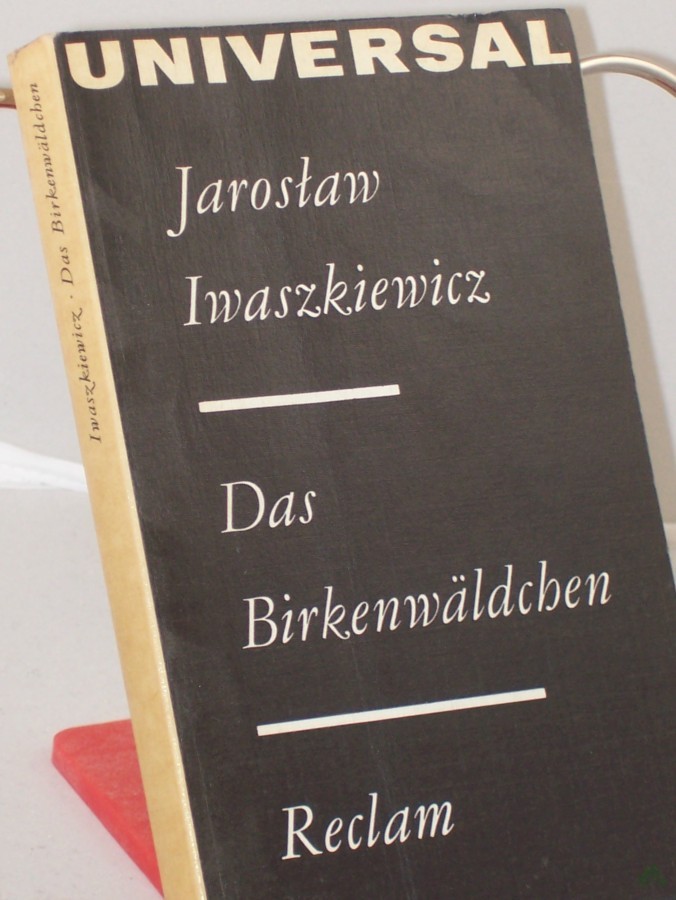 UNIVERSAL
Jarosław
Iwaszkiewicz
Das
Birkenwäldchen
Reclam
Iwaszkiewicz · Das Birkenwäldchen